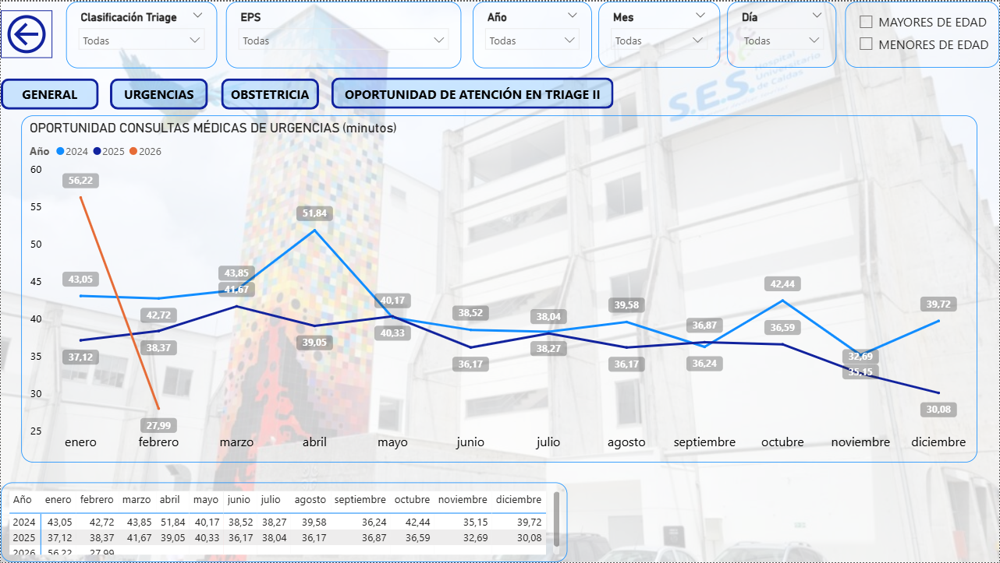 Clasificación Triage
Todas
EPS
Todas
Año
Todas
Mes
Todas
Día
Todas
MAYORES DE EDAD
MENORES DE EDAD
S.E.S. Hospital
Universitario
de Caldas
GENERAL
URGENCIAS
OBSTETRICIA
OPORTUNIDAD DE ATENCIÓN EN TRIAGE II
OPORTUNIDAD CONSULTAS MÉDICAS DE URGENCIAS (minutos)
Año 2024 2025 2026
60
55
50
45
40
35
30
25
56,22
43,05
37,12
42,72
38,37
27,99
43,85
41,67
51,84
39,05
40,17
40,33
38,52
36,17
38,04
38,27
39,58
36,17
36,87
36,24
42,44
36,59
32,69
35,15
39,72
30,08
enero febrero marzo abril mayo junio julio agosto septiembre octubre noviembre diciembre
Año enero febrero marzo abril mayo junio julio agosto septiembre octubre noviembre diciembre
2024 43,05 42,72 43,85 51,84 40,17 38,52 38,27 39,58 36,24 42,44 35,15 39,72
2025 37,12 38,37 41,67 39,05 40,33 36,17 38,04 36,17 36,87 36,59 32,69 30,08
2026 56,22 27,99